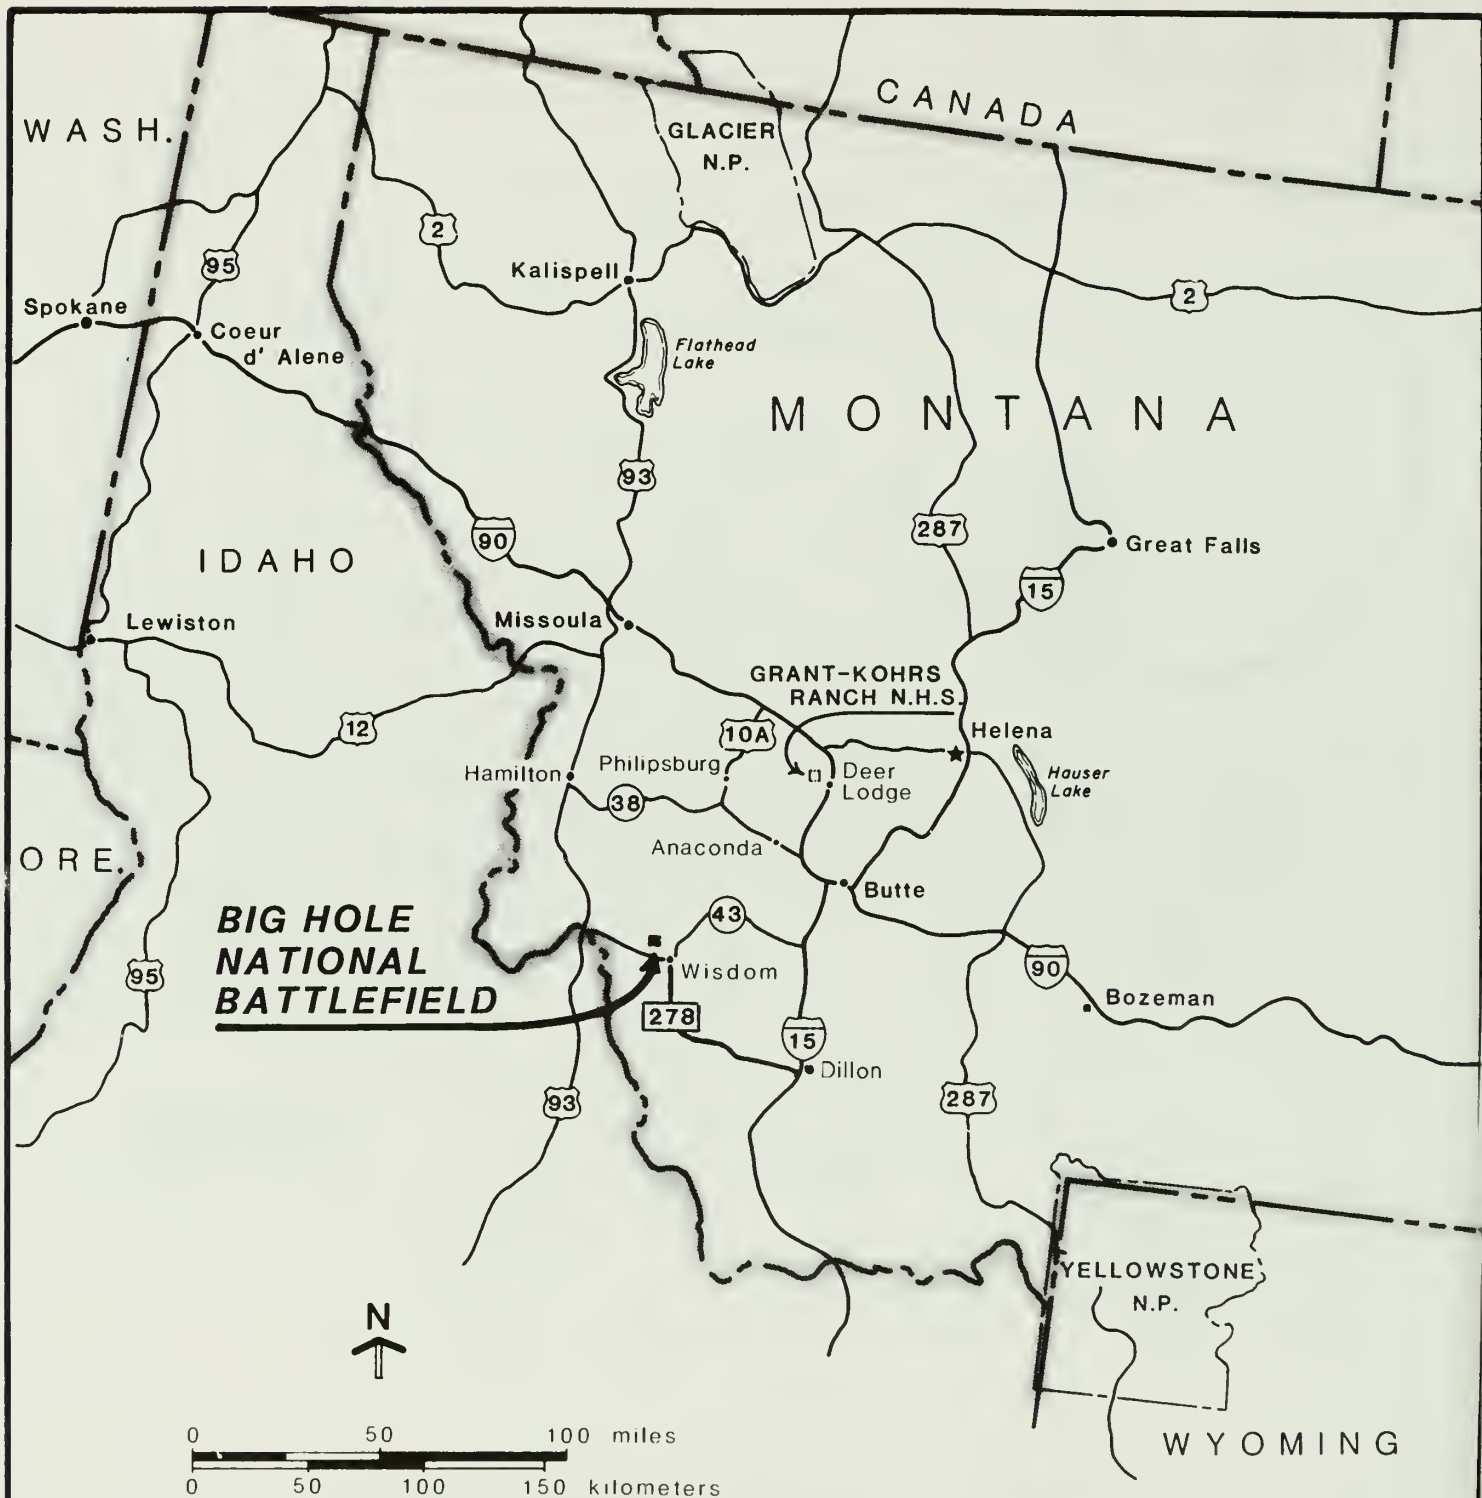 CANADA
WASH.
GLACIER
N.P.
2
95
Kalispell
2
Spokane
Coeur
d' Alene
Flathead
Lake
MONTANA
93
287
90
Great Falls
IDAHO
15
Lewiston
Missoula
GRANT-KOHRS
RANCH N.H.S.
12
10A
Helena
Hamilton
Philipsburg
Deer
Lodge
Hauser
Lake
38
Anaconda
ORE.
Butte
BIG HOLE
NATIONAL
BATTLEFIELD
43
95
Wisdom
90
Bozeman
278
15
Dillon
93
287
YELLOWSTONE
N.P.
N
WYOMING
0 50 100 miles
0 50 100 150 kilometers